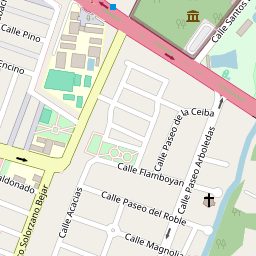 Calle Pino
Calle Santos
Encino
Calle Paseo de
la Ceiba
Calle Paseo Arboledas
Calle Flamboyan
Maldonado
Solorzano Bejar
Calle Acacias
Calle Paseo del Roble
Calle Magnolia